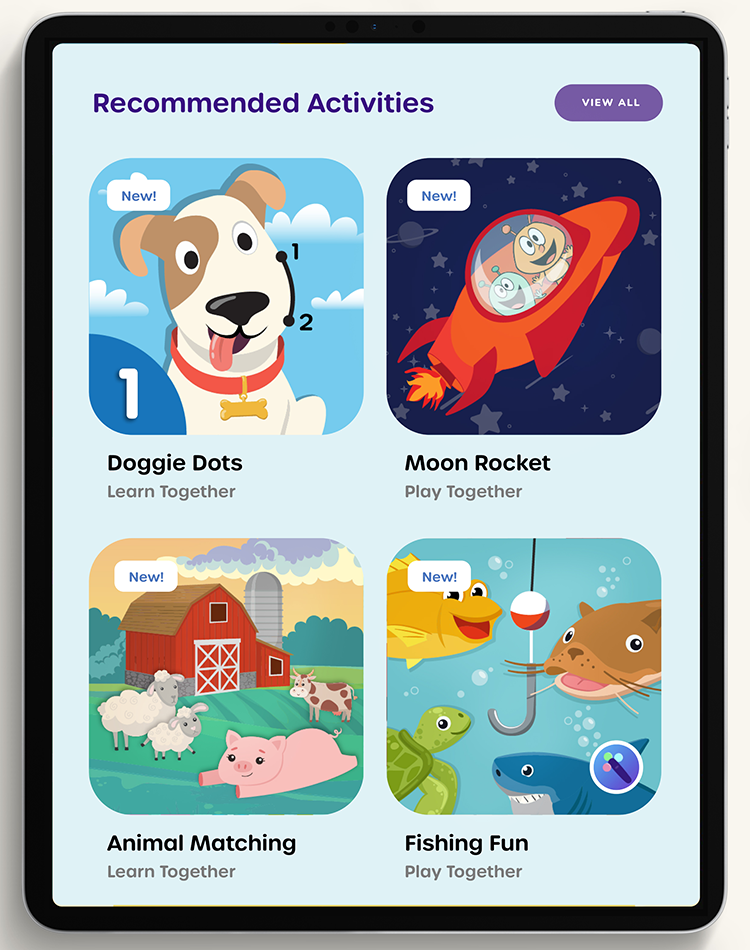 Recommended Activities
VIEW ALL
New!
1
2
1
New!
Doggie Dots
Learn Together
Moon Rocket
Play Together
New!
New!
Animal Matching
Learn Together
Fishing Fun
Play Together